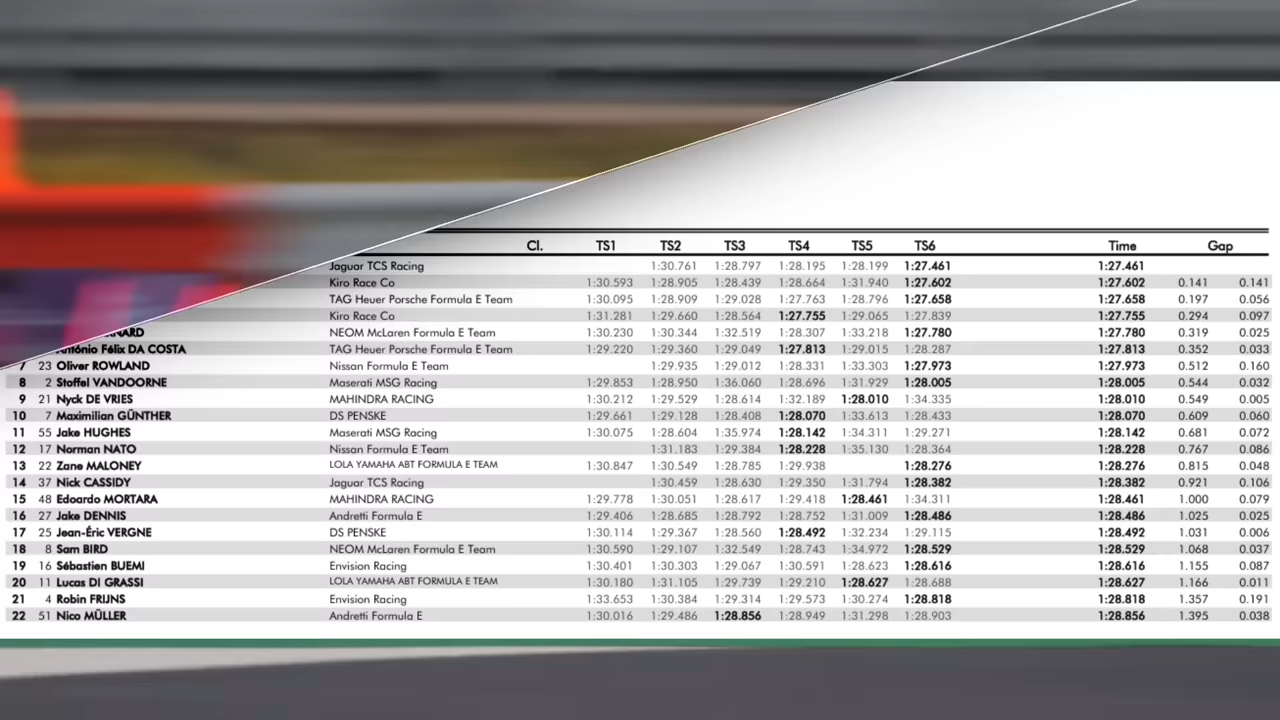 Cl. TS1 TS2 TS3 TS4 TS5 TS6 Time Gap
Jaguar TCS Racing 1:30.761 1:28.797 1:28.195 1:28.199 1:27.461 1:27.461
Kiro Race Co 1:30.593 1:28.905 1:28.439 1:28.664 1:31.940 1:27.602 1:27.602 0.141 0.141
TAG Heuer Porsche Formula E Team 1:30.095 1:28.909 1:29.028 1:27.763 1:28.796 1:27.658 1:27.658 0.197 0.056
Kiro Race Co 1:31.281 1:29.660 1:28.564 1:27.755 1:29.065 1:27.839 1:27.755 0.294 0.097
NEOM McLaren Formula E Team 1:30.230 1:30.344 1:32.519 1:28.307 1:33.218 1:27.780 1:27.780 0.319 0.025
António Félix DA COSTA TAG Heuer Porsche Formula E Team 1:29.220 1:29.360 1:29.049 1:27.813 1:29.015 1:28.287 1:27.813 0.352 0.033
7 23 Oliver ROWLAND Nissan Formula E Team 1:29.935 1:29.012 1:28.331 1:33.303 1:27.973 1:27.973 0.512 0.160
8 2 Stoffel VANDOORNE Maserati MSG Racing 1:29.853 1:28.950 1:36.060 1:28.696 1:31.929 1:28.005 1:28.005 0.544 0.032
9 21 Nyck DE VRIES MAHINDRA RACING 1:30.212 1:29.529 1:28.614 1:32.189 1:28.010 1:34.335 1:28.010 0.549 0.005
10 7 Maximilian GÜNTHER DS PENSKE 1:29.661 1:29.128 1:28.408 1:28.070 1:33.613 1:28.433 1:28.070 0.609 0.060
11 55 Jake HUGHES Maserati MSG Racing 1:30.075 1:28.604 1:35.974 1:28.142 1:34.311 1:29.271 1:28.142 0.681 0.072
12 17 Norman NATO Nissan Formula E Team 1:31.183 1:29.384 1:28.228 1:35.130 1:28.364 1:28.228 0.767 0.086
13 22 Zane MALONEY LOLA YAMAHA ABT FORMULA E TEAM 1:30.847 1:30.549 1:28.785 1:29.938 1:28.276 1:28.276 0.815 0.048
14 37 Nick CASSIDY Jaguar TCS Racing 1:30.459 1:28.630 1:29.350 1:31.794 1:28.382 1:28.382 0.921 0.106
15 48 Edoardo MORTARA MAHINDRA RACING 1:29.778 1:30.051 1:28.617 1:29.418 1:28.461 1:34.311 1:28.461 1.000 0.079
16 27 Jake DENNIS Andretti Formula E 1:29.406 1:28.685 1:28.792 1:28.752 1:31.009 1:28.486 1:28.486 1.025 0.025
17 25 Jean-Éric VERGNE DS PENSKE 1:30.114 1:29.367 1:28.560 1:28.492 1:32.234 1:29.115 1:28.492 1.031 0.006
18 8 Sam BIRD NEOM McLaren Formula E Team 1:30.590 1:29.107 1:32.549 1:28.743 1:34.972 1:28.529 1:28.529 1.068 0.037
19 16 Sébastien BUEMI Envision Racing 1:30.401 1:30.303 1:29.067 1:30.591 1:28.623 1:28.616 1:28.616 1.155 0.087
20 11 Lucas DI GRASSI LOLA YAMAHA ABT FORMULA E TEAM 1:30.180 1:31.105 1:29.739 1:29.210 1:28.627 1:28.688 1:28.627 1.166 0.011
21 4 Robin FRIJNS Envision Racing 1:33.653 1:30.384 1:29.314 1:29.573 1:30.274 1:28.818 1:28.818 1.357 0.191
22 51 Nico MÜLLER Andretti Formula E 1:30.016 1:29.486 1:28.856 1:28.949 1:31.298 1:28.903 1:28.856 1.395 0.038